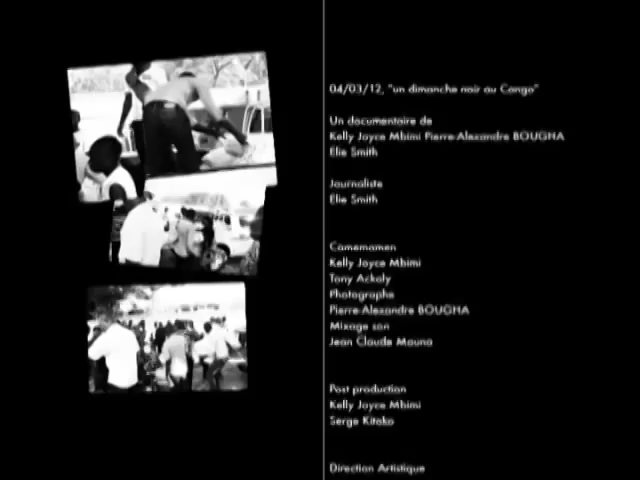 04/03/12, "un dimanche noir au Congo"
Un documentaire de
Kelly Joyce Mbimi Pierre-Alexandre BOUGHA
Elie Smith
Journaliste
Elie Smith
Cameramen
Kelly Joyce Mbimi
Tony Ackoly
Photographe
Pierre-Alexandre BOUGHA
Mixage son
Jean Claude Mouna
Post production
Kelly Joyce Mbimi
Serge Kitoko
Direction Artistique